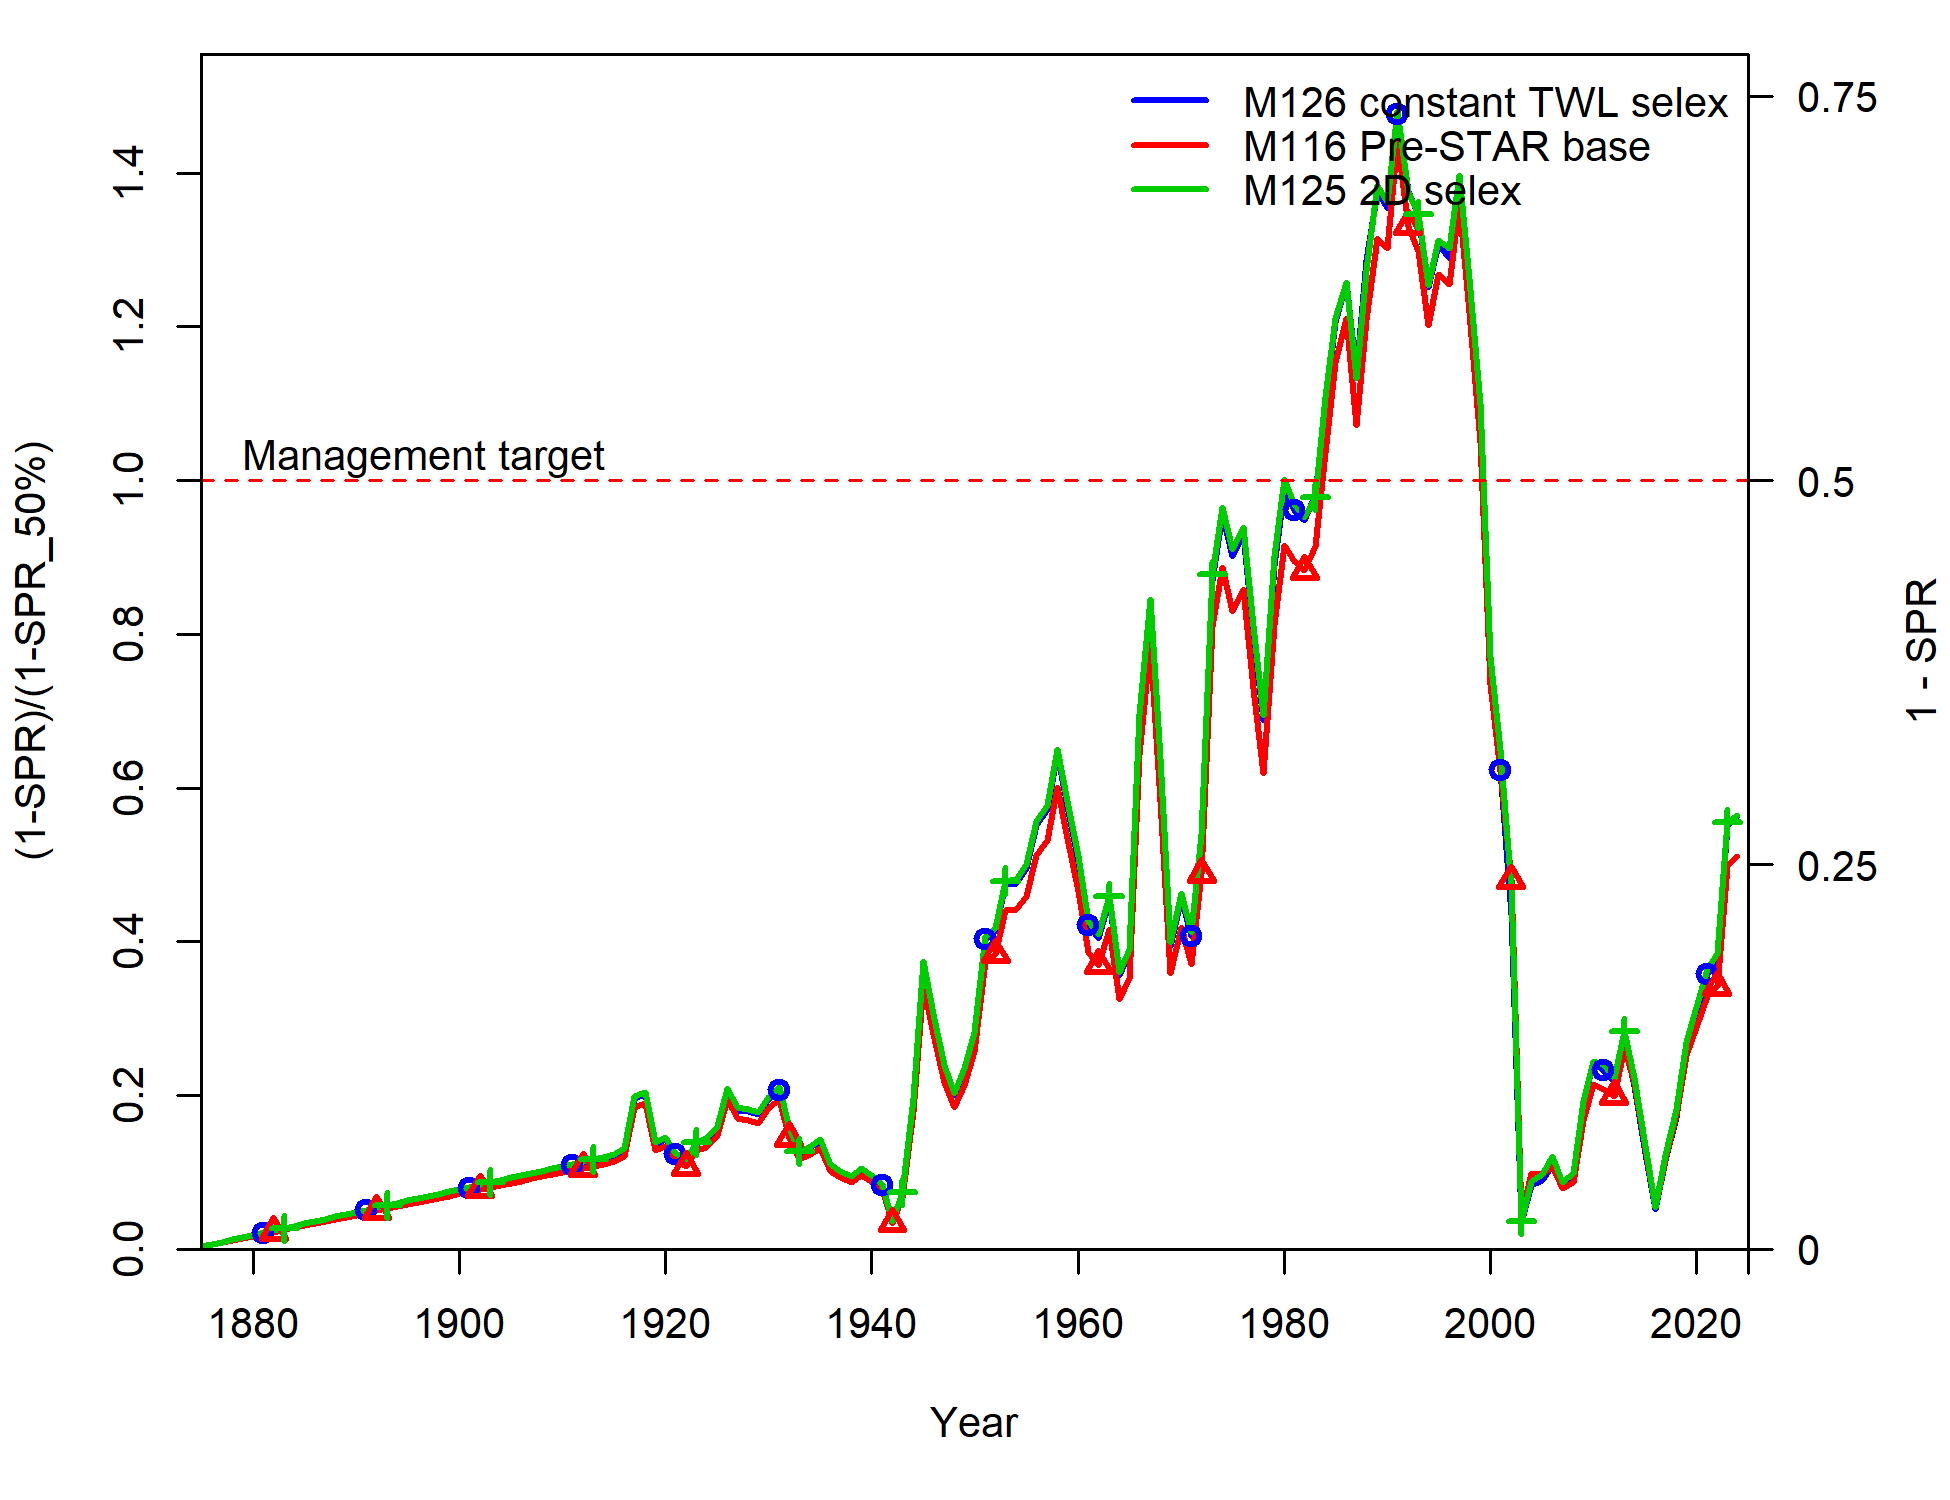 M126 constant TWL selex
M116 Pre-STAR base
M125 2D selex
Management target
(1-SPR)/(1-SPR_50%)
0.0
0.2
0.4
0.6
0.8
1.0
1.2
1.4
0.75
0.5
0.25
0
1 - SPR
1880
1900
1920
1940
1960
1980
2000
2020
Year